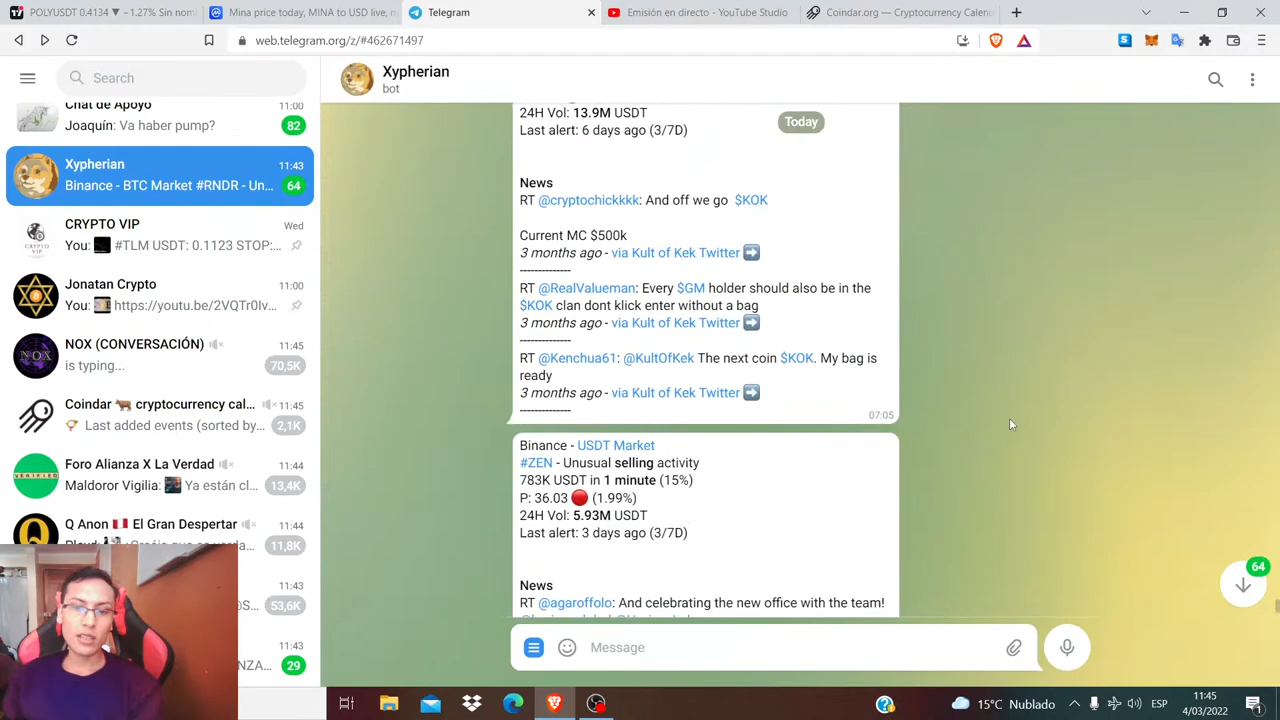 POLYUSDT 0.4134 ▼ −1.27% Sin nom
Mina price today, MINA to USD live, m
Telegram
Emisión en directo - YouTube Studio
Coindar.org — Cryptocurrency Calen
web.telegram.org/z/#462671497
Search
Xypherian
bot
Chat de Apoyo
11:00
Joaquín: Va haber pump?
82
Xypherian
11:43
Binance - BTC Market #RNDR - Un...
64
CRYPTO VIP
Wed
You: #TLM USDT: 0.1123 STOP:...
Jonatan Crypto
You: https://youtu.be/2VQTr0Iv...
NOX (CONVERSACIÓN)
11:45
is typing...
70,5K
Coindar 🐂 cryptocurrency cal...
11:45
Last added events (sorted by...
2,1K
Foro Alianza X La Verdad
11:44
Maldoror Vigilia: Ya están cl...
13,4K
Q Anon 🇵🇪 El Gran Despertar
11:44
11,8K
11:43
53,6K
11:43
29
24H Vol: 13.9M USDT
Last alert: 6 days ago (3/7D)
Today
News
RT @cryptochickkkk: And off we go $KOK
Current MC $500k
3 months ago - via Kult of Kek Twitter ➡️
--------------
RT @RealValueman: Every $GM holder should also be in the
$KOK clan dont klick enter without a bag
3 months ago - via Kult of Kek Twitter ➡️
--------------
RT @Kenchua61: @KultOfKek The next coin $KOK. My bag is
ready
3 months ago - via Kult of Kek Twitter ➡️
--------------
07:05
Binance - USDT Market
#ZEN - Unusual selling activity
783K USDT in 1 minute (15%)
P: 36.03 🔴 (1.99%)
24H Vol: 5.93M USDT
Last alert: 3 days ago (3/7D)
News
RT @agaroffolo: And celebrating the new office with the team!
64
Message
15°C Nublado
ESP
11:45
4/03/2022